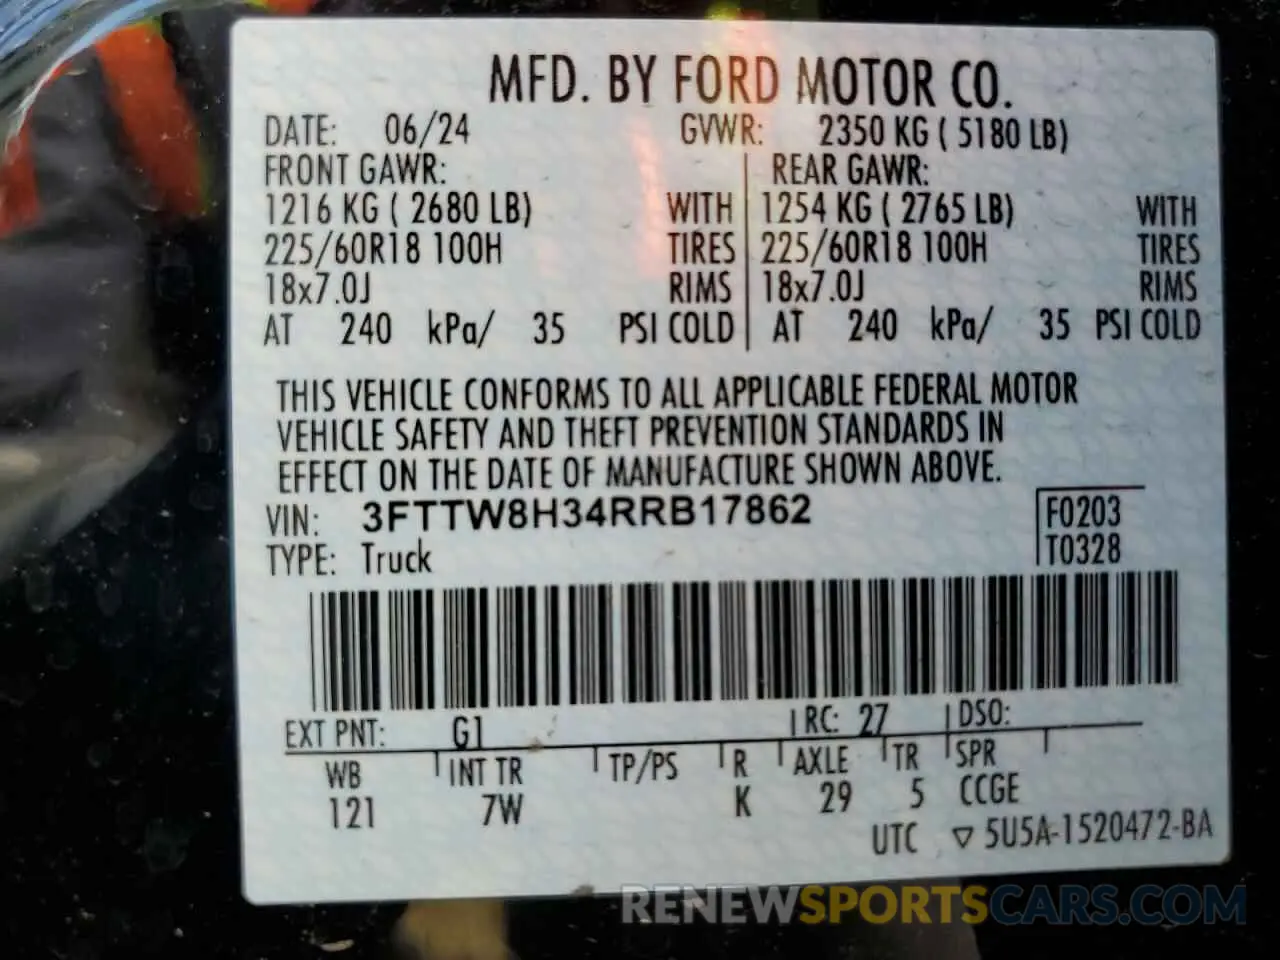 MFD. BY FORD MOTOR CO.
DATE: 06/24 GVWR: 2350 KG ( 5180 LB)
FRONT GAWR: REAR GAWR:
1216 KG ( 2680 LB) WITH 1254 KG ( 2765 LB) WITH
225/60R18 100H TIRES 225/60R18 100H TIRES
18x7.0J RIMS 18x7.0J RIMS
AT 240 kPa/ 35 PSI COLD AT 240 kPa/ 35 PSI COLD
THIS VEHICLE CONFORMS TO ALL APPLICABLE FEDERAL MOTOR
VEHICLE SAFETY AND THEFT PREVENTION STANDARDS IN
EFFECT ON THE DATE OF MANUFACTURE SHOWN ABOVE.
VIN: 3FTTW8H34RRB17862 F0203
TYPE: Truck T0328
EXT PNT: G1 RC: 27 DSO:
WB INT TR TP/PS R AXLE TR SPR
121 7W K 29 5 CCGE
UTC ▽ 5U5A-1520472-BA
RENEWSPORTSCARS.COM